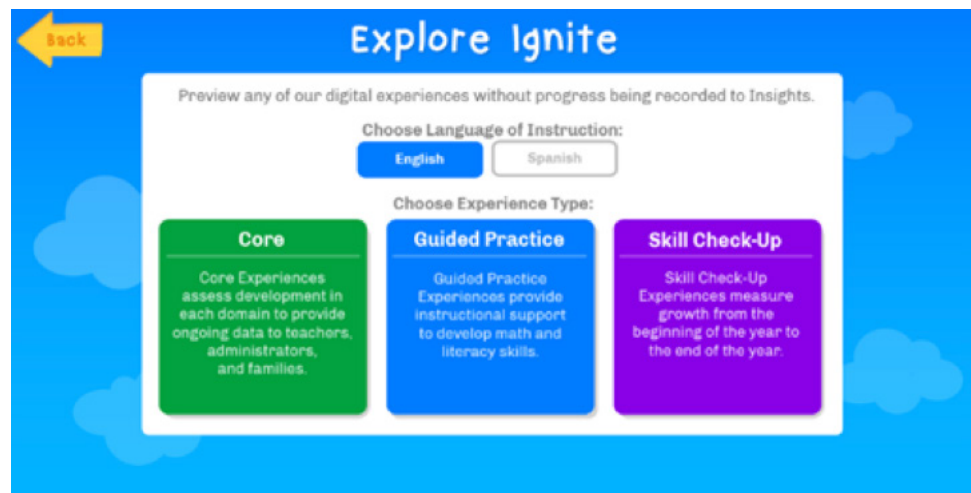 Back
Explore Ignite
Preview any of our digital experiences without progress being recorded to Insights.
Choose Language of Instruction:
English
Spanish
Choose Experience Type:
Core
Core Experiences
assess development in
each domain to provide
ongoing data to teachers,
administrators,
and families.
Guided Practice
Guided Practice
Experiences provide
instructional support
to develop math and
literacy skills.
Skill Check-Up
Skill Check-Up
Experiences measure
growth from the
beginning of the year to
the end of the year.